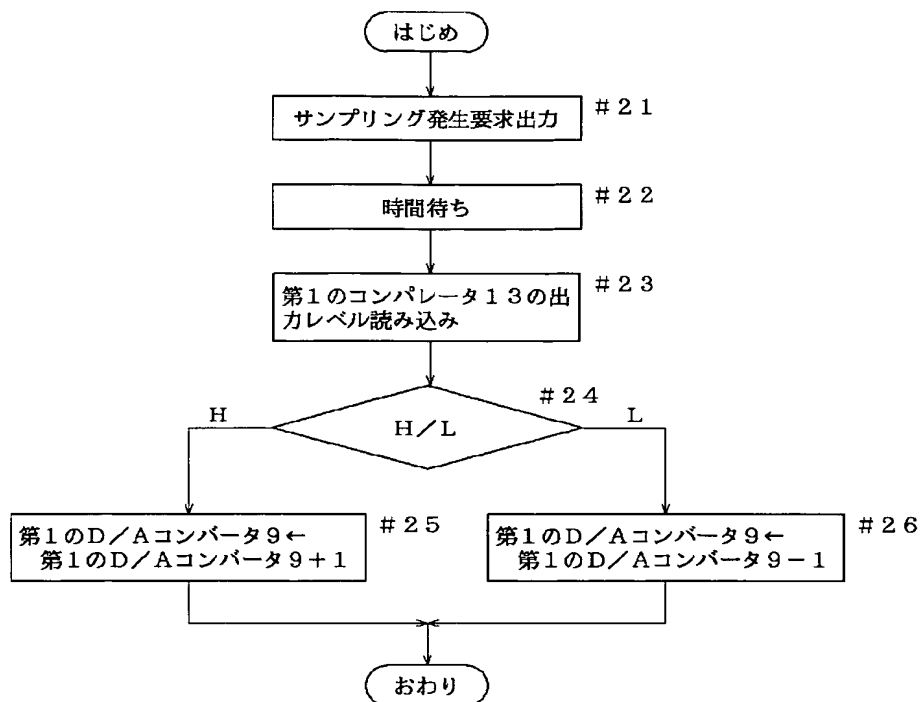 はじめ
サンプリング発生要求出力
#21
時間待ち
#22
第1のコンパレータ13の出
力レベル読み込み
#23
#24
H
H/L
L
第1のD/Aコンバータ9←
第1のD/Aコンバータ9+1
#25
第1のD/Aコンバータ9←
第1のD/Aコンバータ9-1
#26
おわり